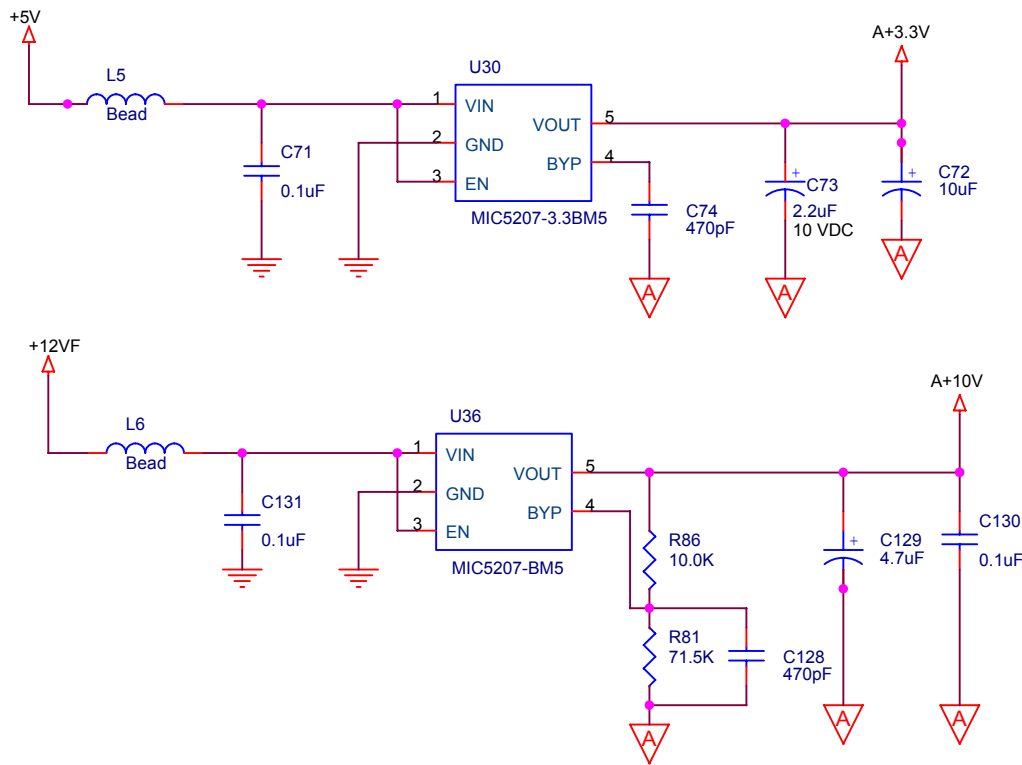 +5V
A+3.3V
L5
Bead
U30
1
VIN
VOUT
5
2
GND
BYP
4
3
EN
MIC5207-3.3BM5
C71
0.1uF
C74
470pF
+
C73
2.2uF
10 VDC
+
C72
10uF
A
A
A
+12VF
A+10V
L6
Bead
U36
1
VIN
VOUT
5
2
GND
BYP
4
3
EN
MIC5207-BM5
C131
0.1uF
R86
10.0K
+
C129
4.7uF
C130
0.1uF
R81
71.5K
C128
470pF
A
A
A